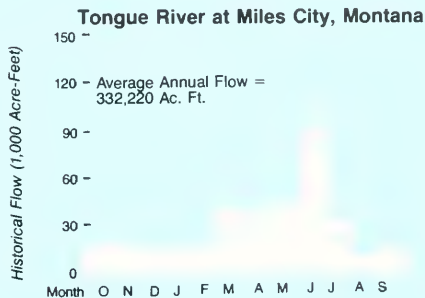 Tongue River at Miles City, Montana
Historical Flow (1,000 Acre-Feet)
150
120
Average Annual Flow =
332,220 Ac. Ft.
90
60
30
0
Month O N D J F M A M J J A S